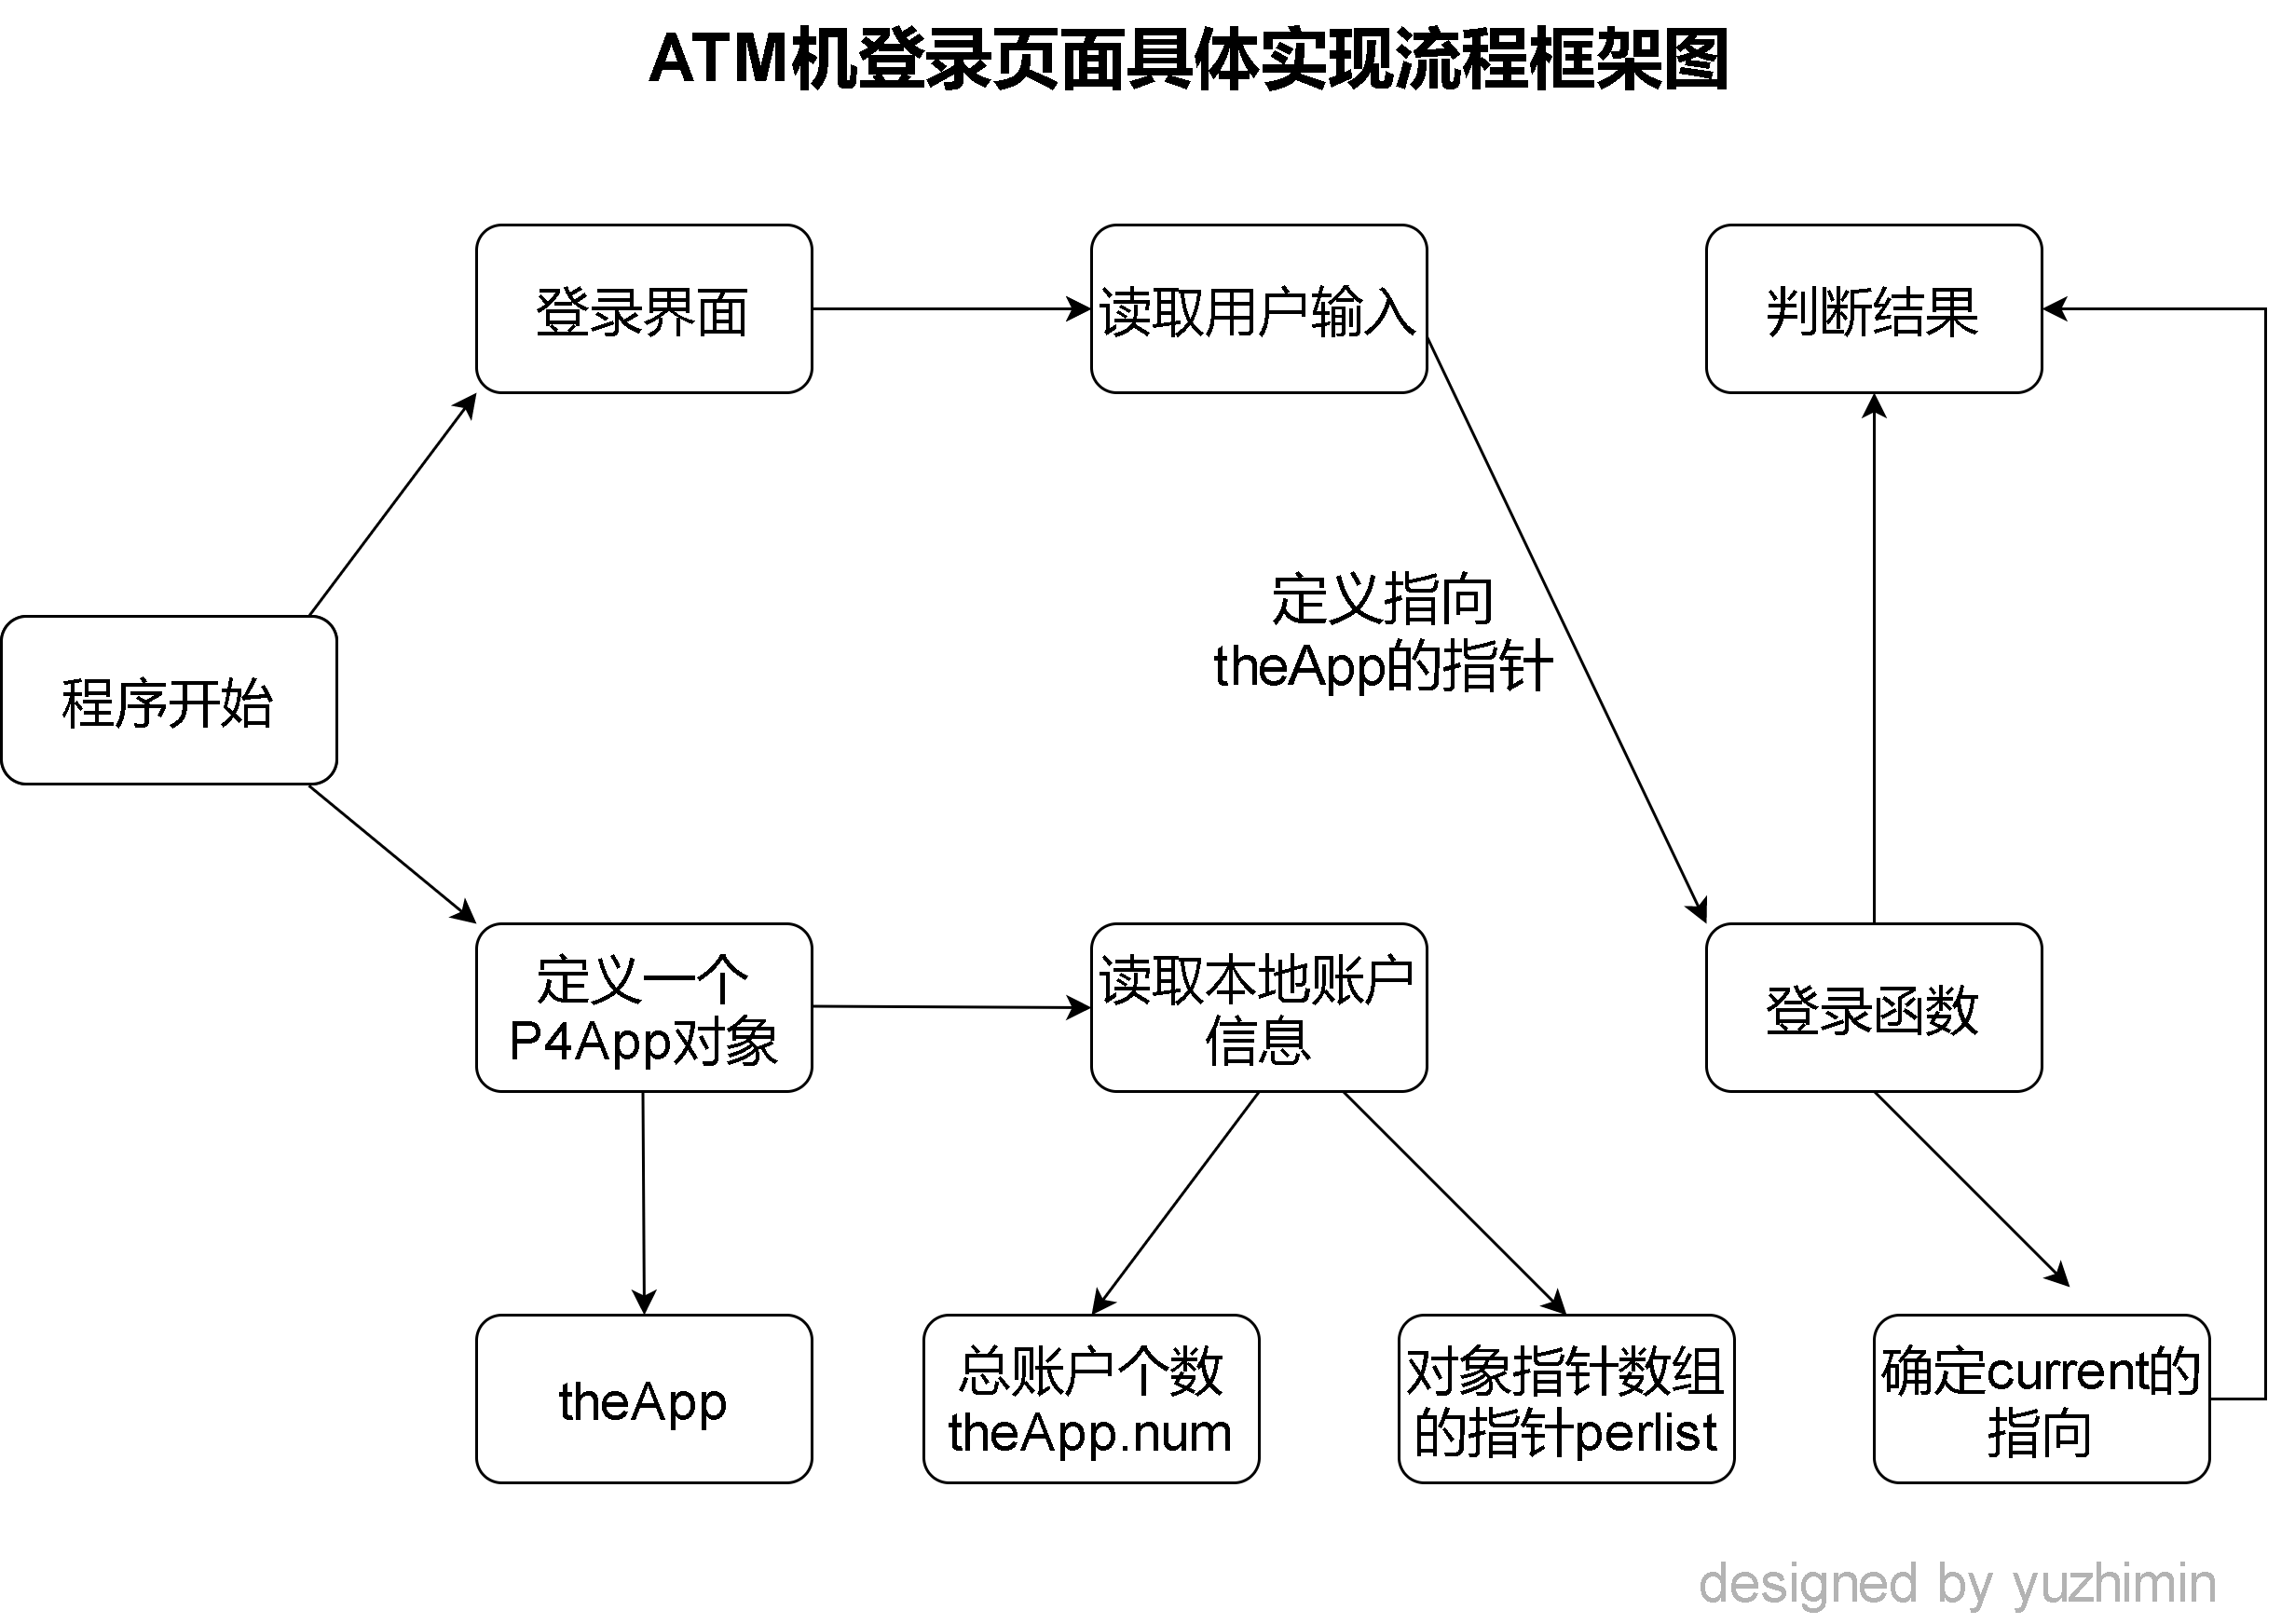 ATM机登录页面具体实现流程框架图
登录界面
读取用户输入
判断结果
定义指向
theApp的指针
程序开始
定义一个
P4App对象
读取本地账户
信息
登录函数
theApp
总账户个数
theApp.num
对象指针数组
的指针perlist
确定current的
指向
designed by yuzhimin